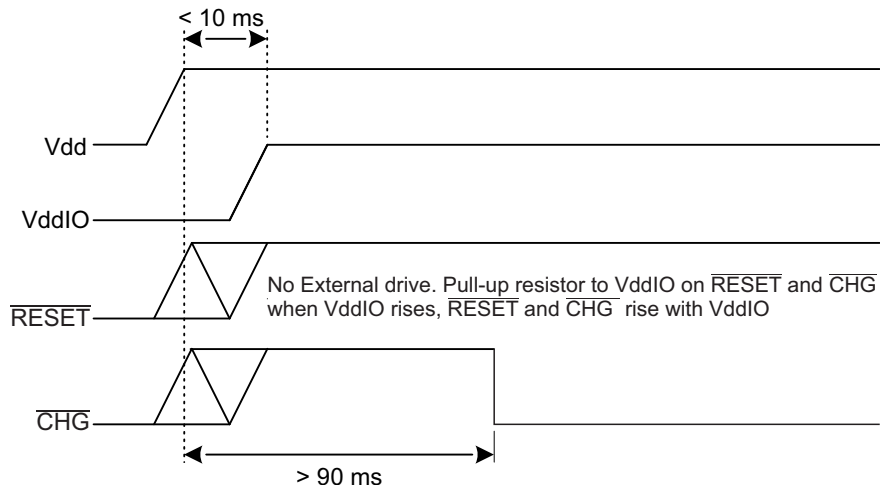 < 10 ms
Vdd
VddIO
No External drive. Pull-up resistor to VddIO on RESET and CHG
when VddIO rises, RESET and CHG rise with VddIO
RESET
CHG
> 90 ms